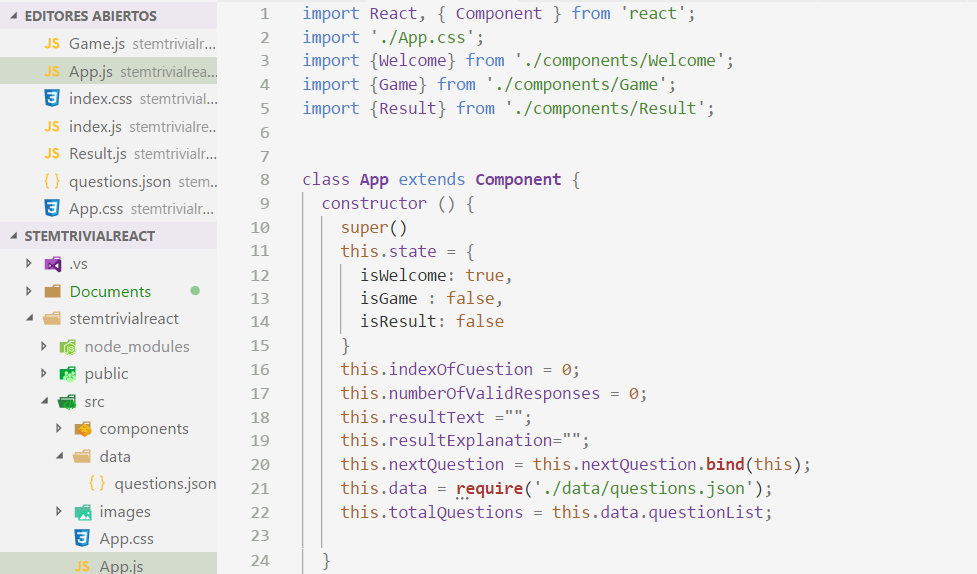 EDITORES ABIERTOS
JS Game.js stemtrivialr...
JS App.js stemtrivialrea...
index.css stemtrivial...
JS index.js stemtrivialre...
JS Result.js stemtrivialr...
{ } questions.json stem...
App.css stemtrivialr...
STEMTRIVIALREACT
.vs
Documents
stemtrivialreact
node_modules
public
src
components
data
{ } questions.json
images
App.css
JS App.js
1 import React, { Component } from 'react';
2 import './App.css';
3 import {Welcome} from './components/Welcome';
4 import {Game} from './components/Game';
5 import {Result} from './components/Result';
6
7
8 class App extends Component {
9 constructor () {
10 super()
11 this.state = {
12 isWelcome: true,
13 isGame : false,
14 isResult: false
15 }
16 this.indexOfCuestion = 0;
17 this.numberOfValidResponses = 0;
18 this.resultText ="";
19 this.resultExplanation="";
20 this.nextQuestion = this.nextQuestion.bind(this);
21 this.data = require('./data/questions.json');
22 this.totalQuestions = this.data.questionList;
23
24 }